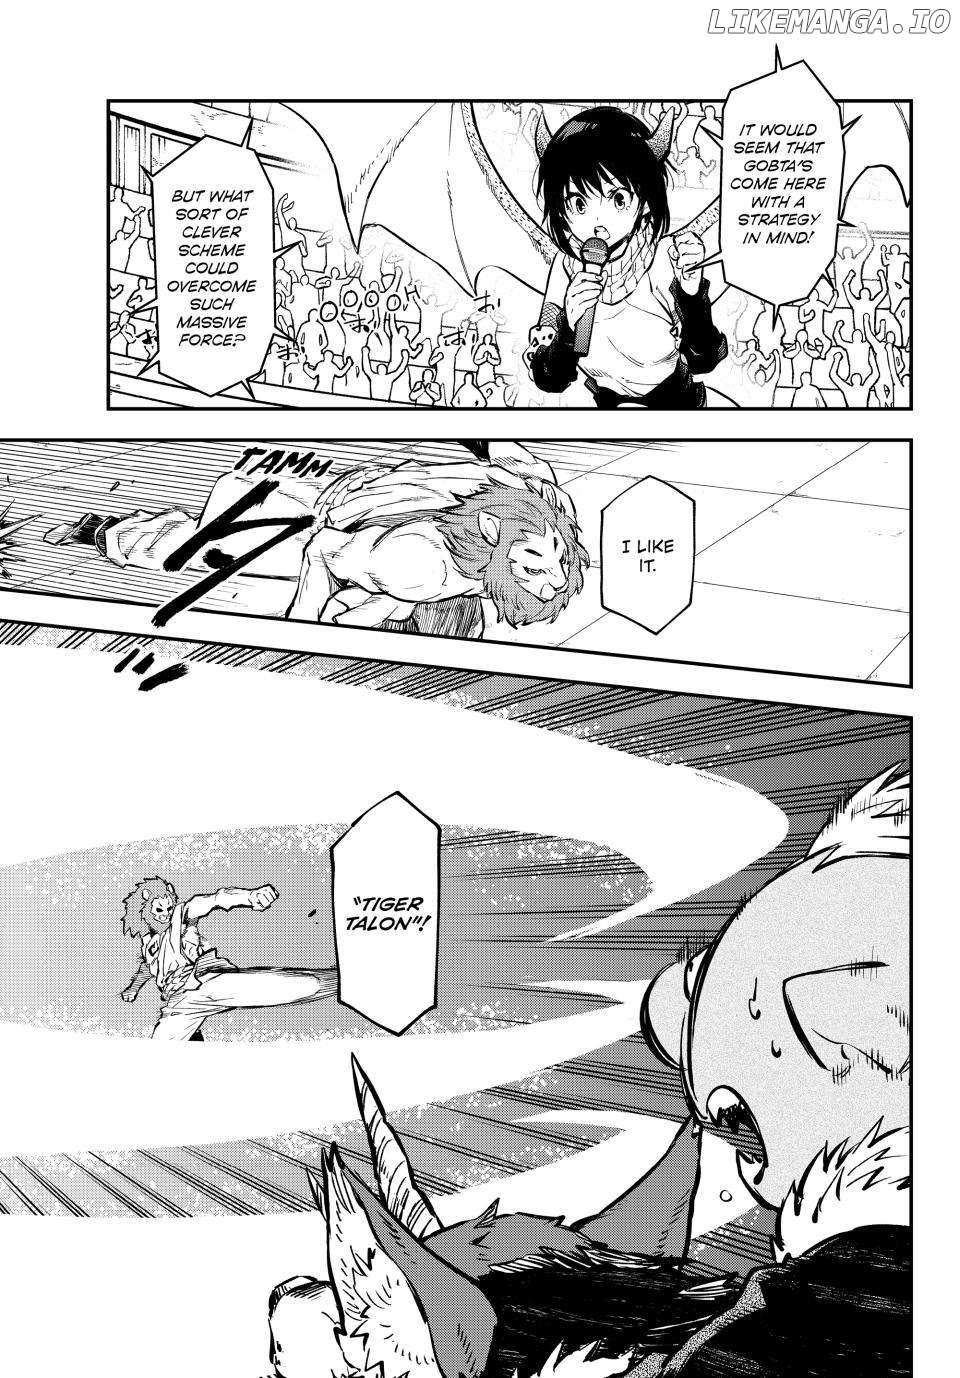 LIKEMANGA.IO
IT WOULD
SEEM THAT
GOBTA'S
COME HERE
WITH A
STRATEGY
IN MIND!
BUT WHAT
SORT OF
CLEVER
SCHEME
COULD
OVERCOME
SUCH
MASSIVE
FORCE?
TAMM
I LIKE
IT.
"TIGER
TALON"!